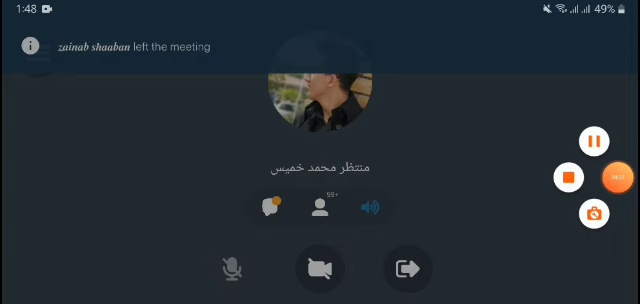 1:48
49%
zainab shaaban left the meeting
منتظر محمد خميس
99+